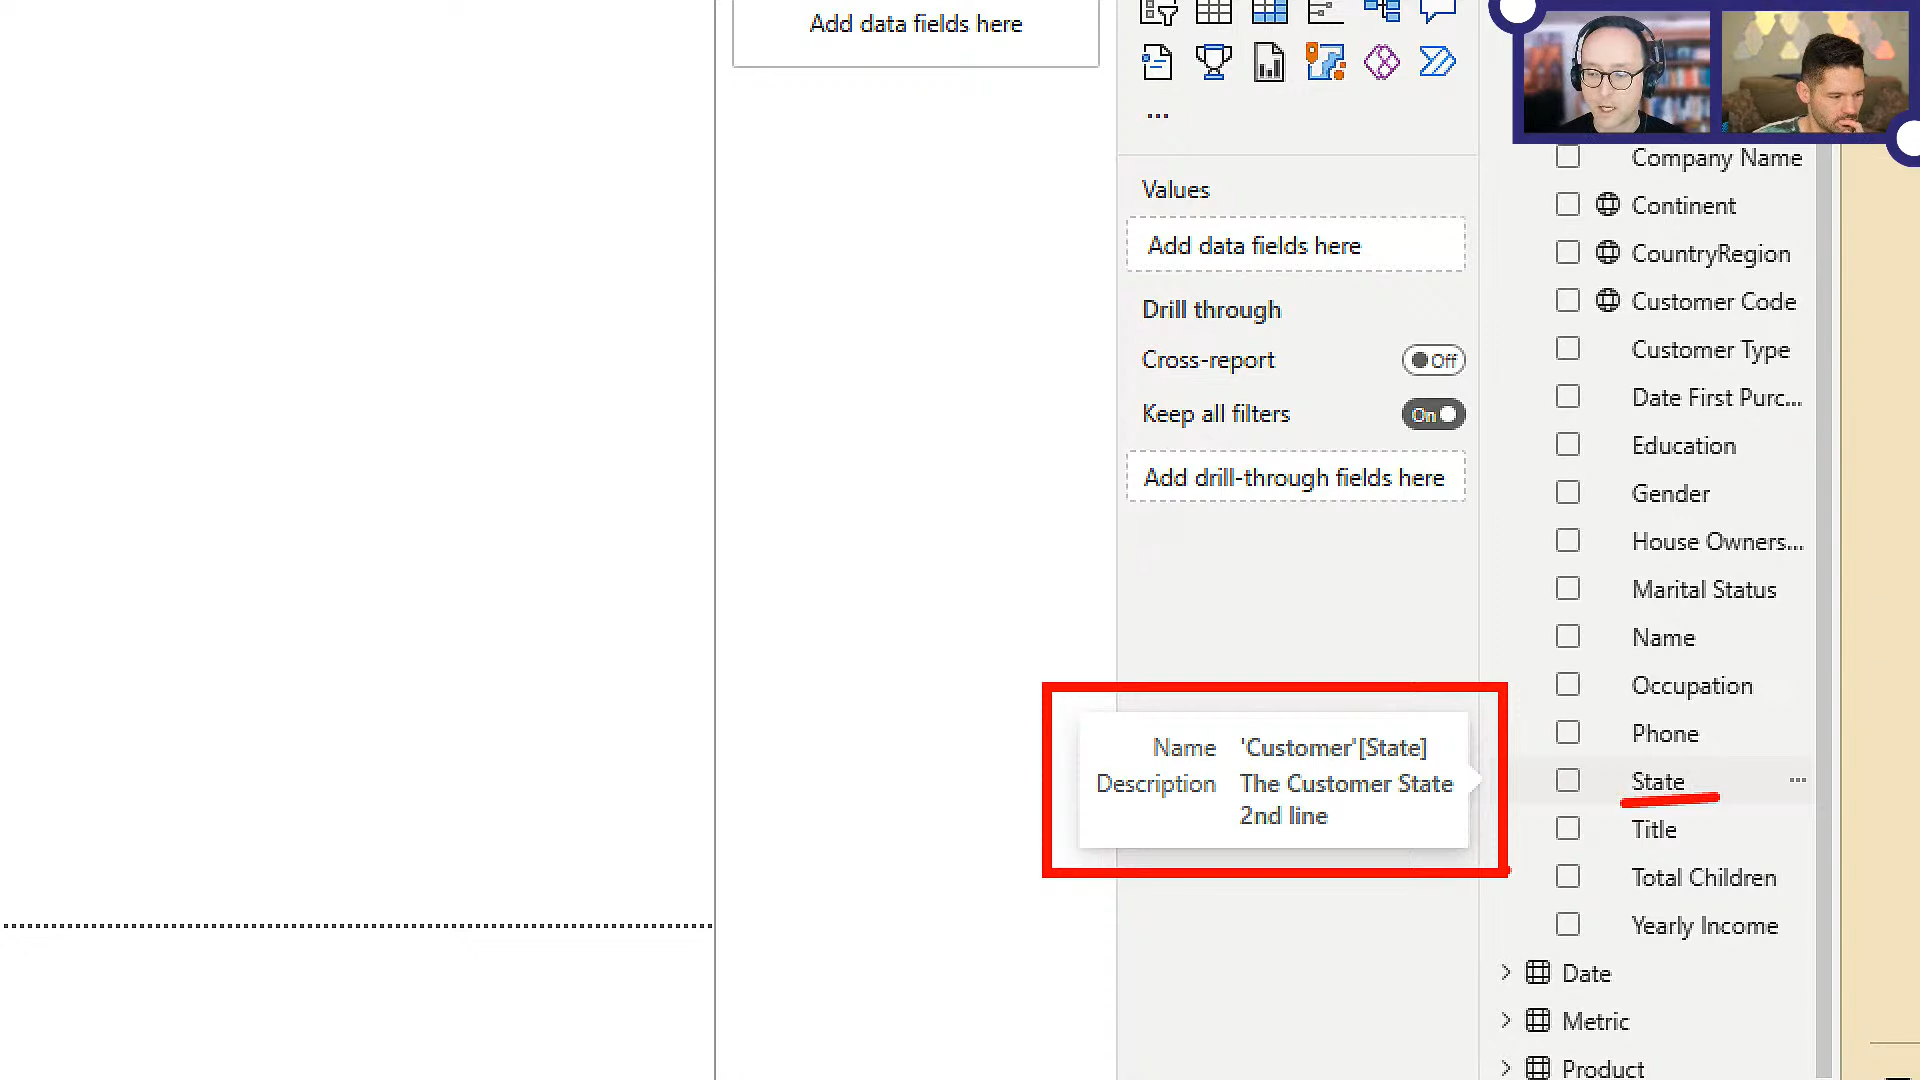 Add data fields here
...
Values
Add data fields here
Drill through
Cross-report
Off
Keep all filters
On
Add drill-through fields here
Name 'Customer'[State]
Description The Customer State
2nd line
Company Name
Continent
CountryRegion
Customer Code
Customer Type
Date First Purc...
Education
Gender
House Owners...
Marital Status
Name
Occupation
Phone
State
...
Title
Total Children
Yearly Income
Date
Metric
Product